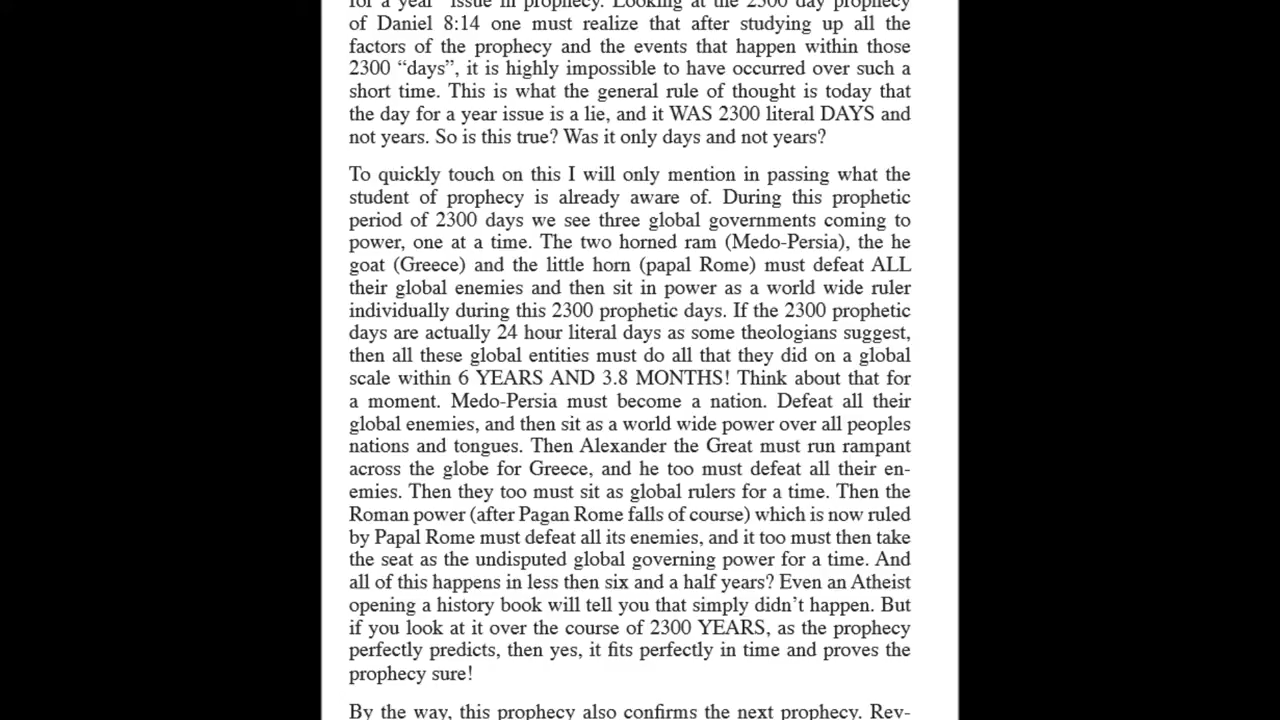 for a year” issue in prophecy. Looking at the 2300 day prophecy
of Daniel 8:14 one must realize that after studying up all the
factors of the prophecy and the events that happen within those
2300 “days”, it is highly impossible to have occurred over such a
short time. This is what the general rule of thought is today that
the day for a year issue is a lie, and it WAS 2300 literal DAYS and
not years. So is this true? Was it only days and not years?
To quickly touch on this I will only mention in passing what the
student of prophecy is already aware of. During this prophetic
period of 2300 days we see three global governments coming to
power, one at a time. The two horned ram (Medo-Persia), the he
goat (Greece) and the little horn (papal Rome) must defeat ALL
their global enemies and then sit in power as a world wide ruler
individually during this 2300 prophetic days. If the 2300 prophetic
days are actually 24 hour literal days as some theologians suggest,
then all these global entities must do all that they did on a global
scale within 6 YEARS AND 3.8 MONTHS! Think about that for
a moment. Medo-Persia must become a nation. Defeat all their
global enemies, and then sit as a world wide power over all peoples
nations and tongues. Then Alexander the Great must run rampant
across the globe for Greece, and he too must defeat all their en-
emies. Then they too must sit as global rulers for a time. Then the
Roman power (after Pagan Rome falls of course) which is now ruled
by Papal Rome must defeat all its enemies, and it too must then take
the seat as the undisputed global governing power for a time. And
all of this happens in less then six and a half years? Even an Atheist
opening a history book will tell you that simply didn’t happen. But
if you look at it over the course of 2300 YEARS, as the prophecy
perfectly predicts, then yes, it fits perfectly in time and proves the
prophecy sure!
By the way, this prophecy also confirms the next prophecy. Rev-